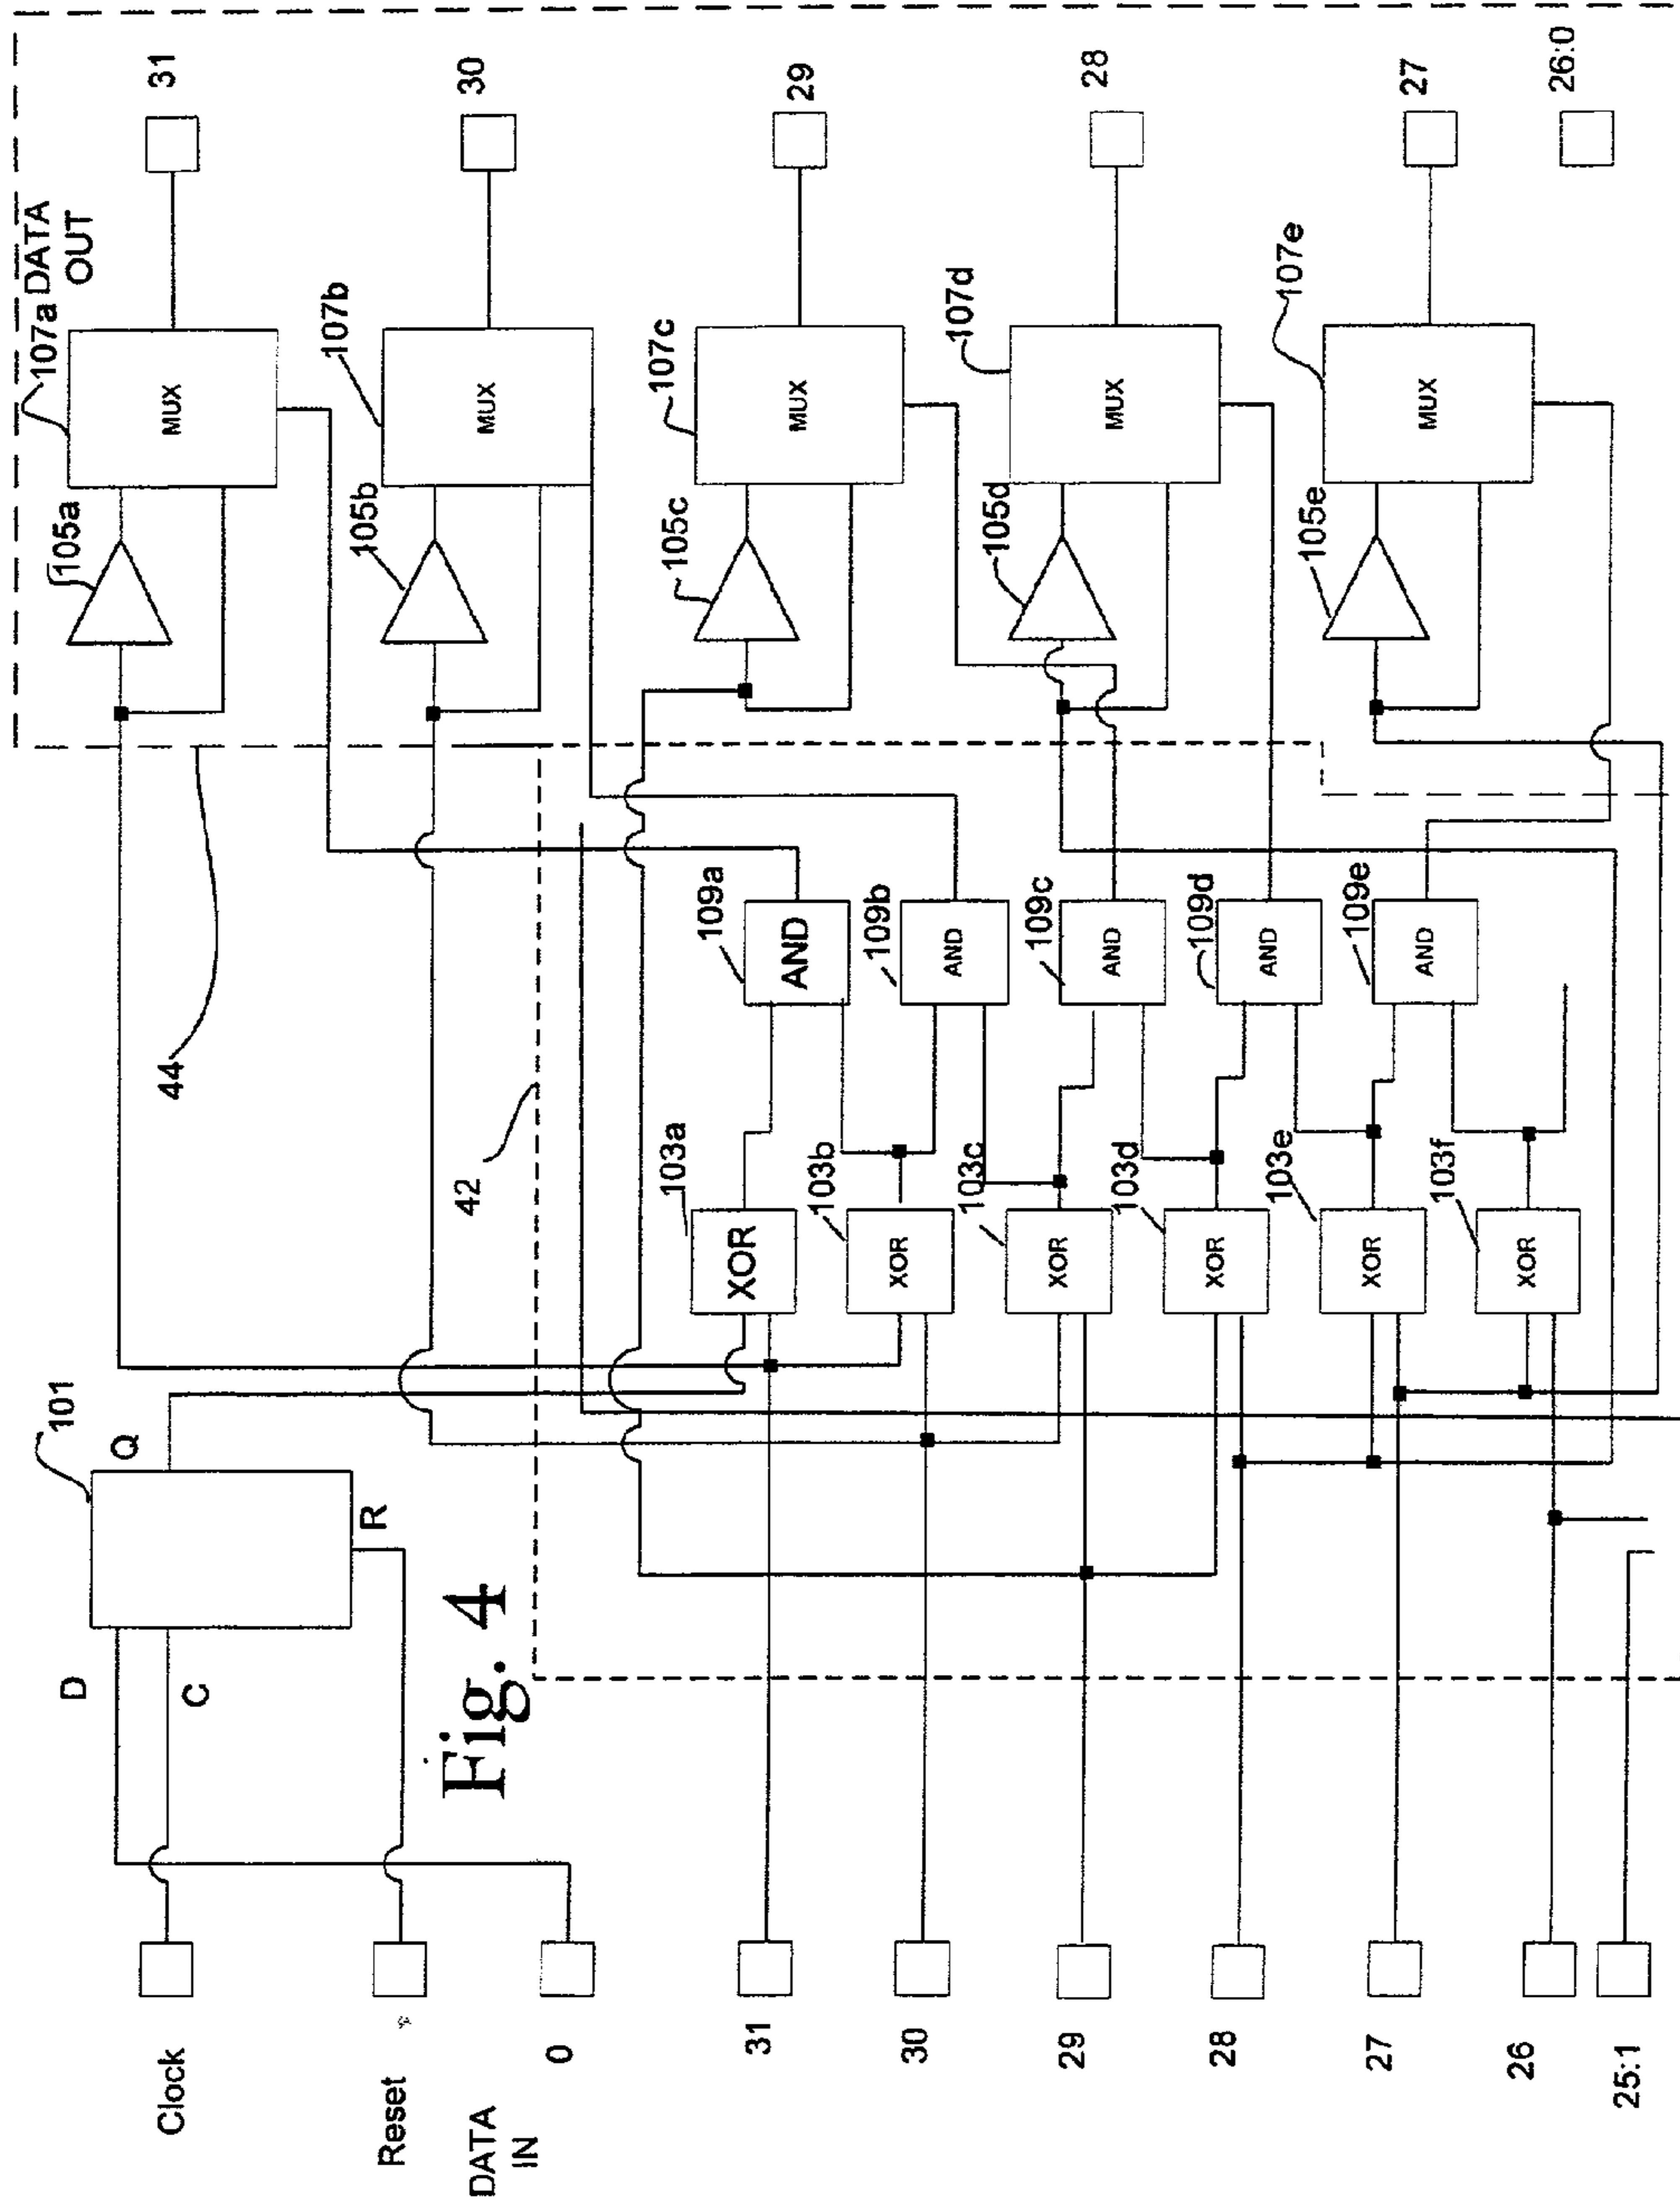 DATA
OUT
31
30
29
28
27
26:0
107a
107b
107c
107d
107e
MUX
MUX
MUX
MUX
MUX
105a
105b
105c
105d
105e
44
42
109a
109b
109c
109d
109e
AND
AND
AND
AND
AND
103a
103b
103c
103d
103e
103f
XOR
XOR
XOR
XOR
XOR
XOR
101
Q
R
D
C
Fig. 4
Clock
Reset
DATA
IN
0
31
30
29
28
27
26
25:1